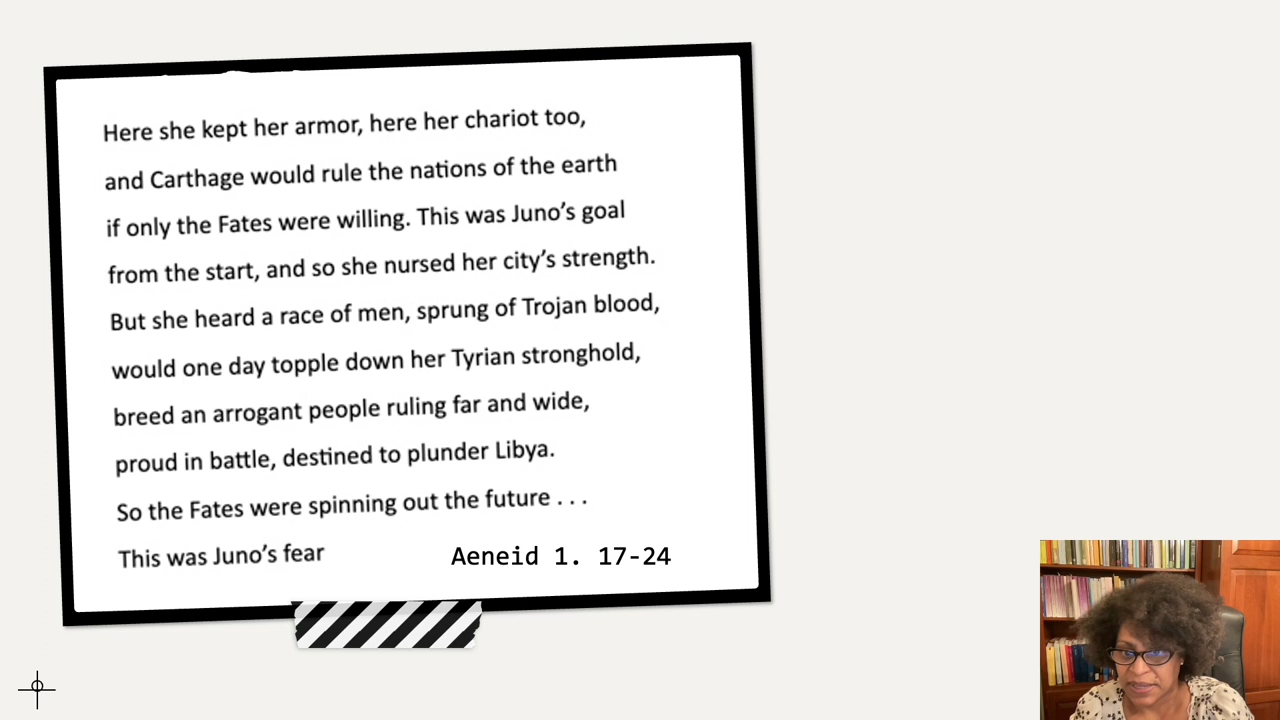 Here she kept her armor, here her chariot too,
and Carthage would rule the nations of the earth
if only the Fates were willing. This was Juno’s goal
from the start, and so she nursed her city’s strength.
But she heard a race of men, sprung of Trojan blood,
would one day topple down her Tyrian stronghold,
breed an arrogant people ruling far and wide,
proud in battle, destined to plunder Libya.
So the Fates were spinning out the future . . .
This was Juno’s fear
Aeneid 1. 17-24